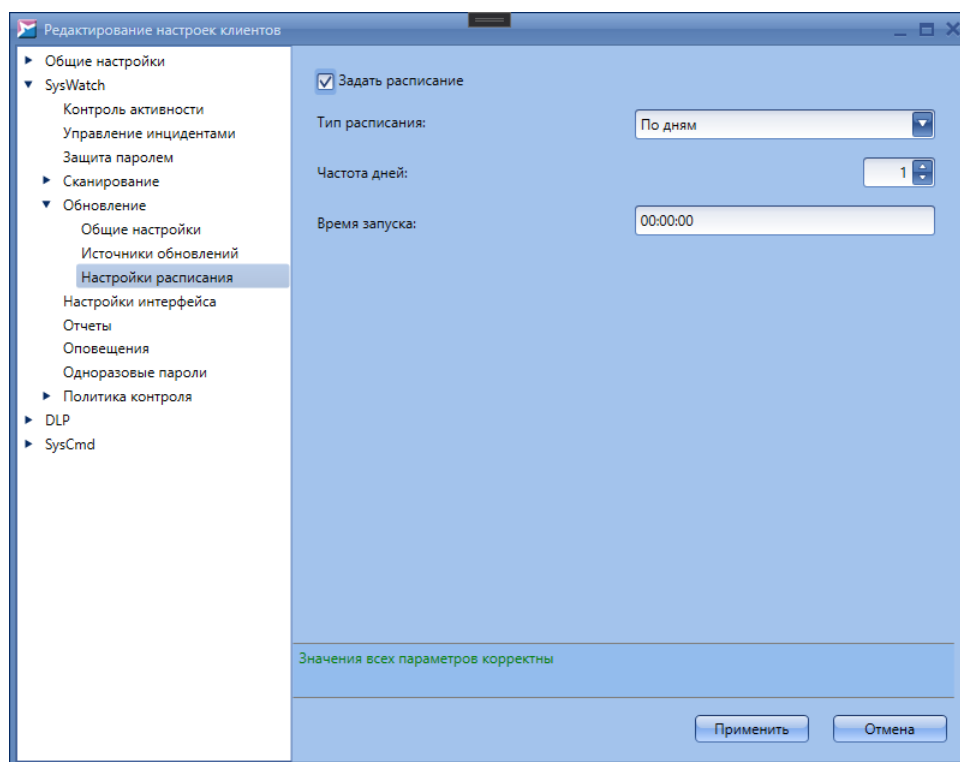 Редактирование настроек клиентов
Общие настройки
SysWatch
Контроль активности
Управление инцидентами
Защита паролем
Сканирование
Обновление
Общие настройки
Источники обновлений
Настройки расписания
Настройки интерфейса
Отчеты
Оповещения
Одноразовые пароли
Политика контроля
DLP
SysCmd
Задать расписание
Тип расписания: По дням
Частота дней: 1
Время запуска: 00:00:00
Значения всех параметров корректны
Применить Отмена